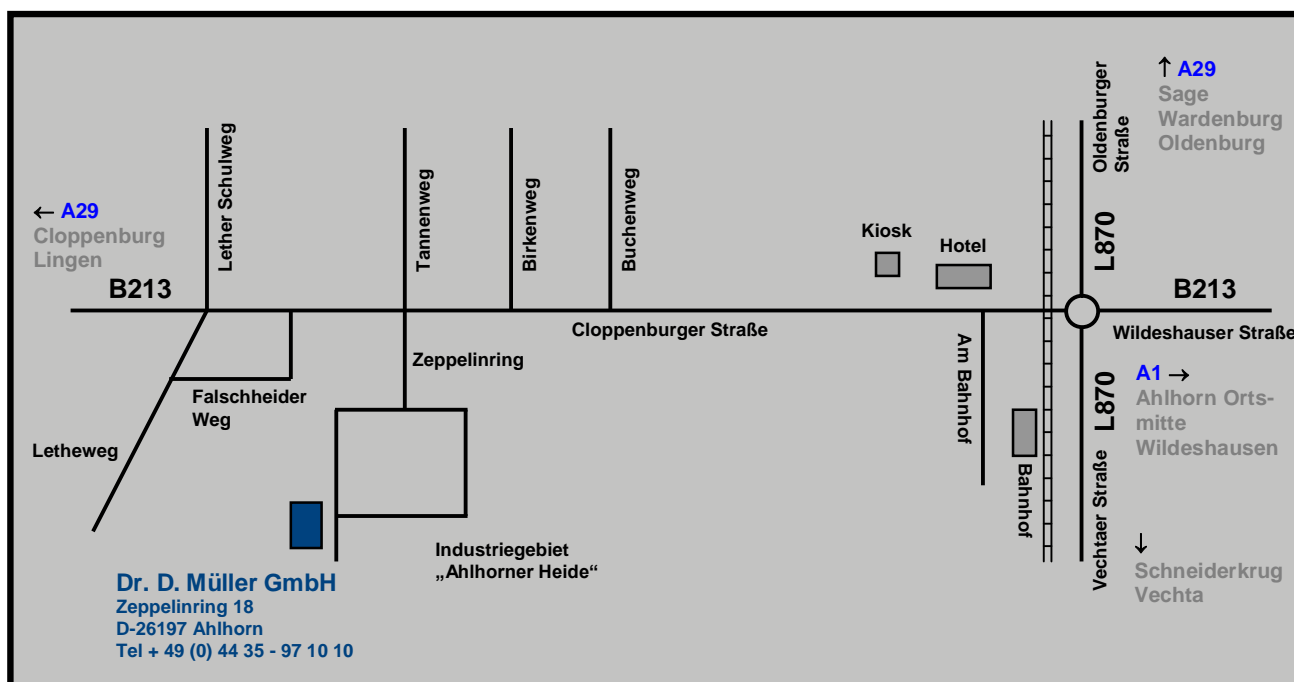 ↑ A29
Sage
Wardenburg
Oldenburg
Oldenburger
Straße
Lether Schulweg
Tannenweg
Birkenweg
Buchenweg
← A29
Cloppenburg
Lingen
Kiosk
Hotel
L870
B213
B213
Cloppenburger Straße
Wildeshauser Straße
Zeppelinring
Am Bahnhof
L870
A1 →
Ahlhorn Orts-
mitte
Wildeshausen
Falschheider
Weg
Letheweg
Bahnhof
Vechtaer Straße
↓
Schneiderkrug
Vechta
Industriegebiet
„Ahlhorner Heide“
Dr. D. Müller GmbH
Zeppelinring 18
D-26197 Ahlhorn
Tel + 49 (0) 44 35 - 97 10 10